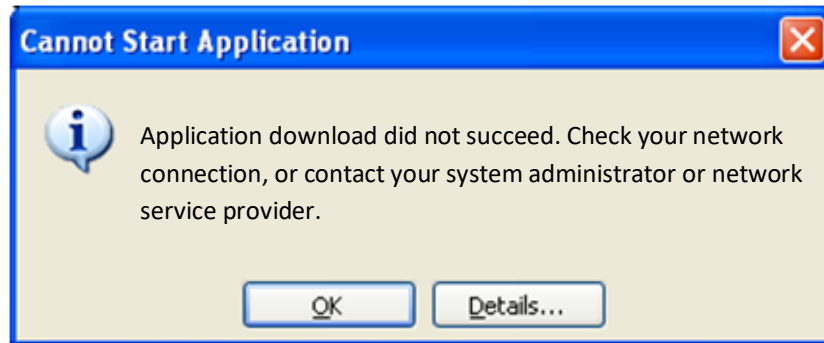 Cannot Start Application
Application download did not succeed. Check your network
connection, or contact your system administrator or network
service provider.
OK
Details...